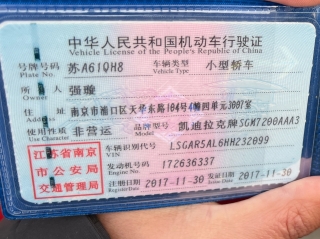 中华人民共和国机动车行驶证
Vehicle License of the People's Republic of China
号牌号码 苏A61QH8 车辆类型 小型轿车
Plate No. Vehicle Type
所有人 强璇
Owner
住址 南京市浦口区天华东路104号4幢四单元300室
Address
使用性质 非营运 品牌型号 凯迪拉克牌SGM7200AAA3
Use Character Model
江苏省南京市公安局交通管理局
车辆识别代号 LSGAR5AL6HH232099
VIN
发动机号码 172636337
Engine No.
注册日期 2017-11-30 发证日期 2017-11-30
Register Date Issue Date